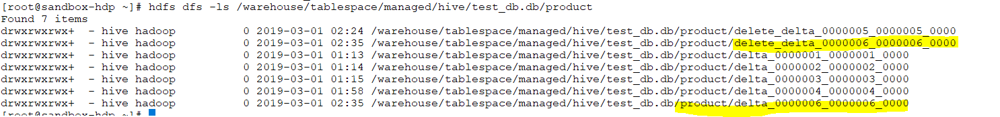 [root@sandbox-hdp ~]# hdfs dfs -ls /warehouse/tablespace/managed/hive/test_db.db/product
Found 7 items
drwxrwxrwx+  - hive hadoop          0 2019-03-01 02:24 /warehouse/tablespace/managed/hive/test_db.db/product/delete_delta_0000005_0000005_0000
drwxrwxrwx+  - hive hadoop          0 2019-03-01 02:35 /warehouse/tablespace/managed/hive/test_db.db/product/delete_delta_0000006_0000006_0000
drwxrwxrwx+  - hive hadoop          0 2019-03-01 01:13 /warehouse/tablespace/managed/hive/test_db.db/product/delta_0000001_0000001_0000
drwxrwxrwx+  - hive hadoop          0 2019-03-01 01:14 /warehouse/tablespace/managed/hive/test_db.db/product/delta_0000002_0000002_0000
drwxrwxrwx+  - hive hadoop          0 2019-03-01 01:15 /warehouse/tablespace/managed/hive/test_db.db/product/delta_0000003_0000003_0000
drwxrwxrwx+  - hive hadoop          0 2019-03-01 01:58 /warehouse/tablespace/managed/hive/test_db.db/product/delta_0000004_0000004_0000
drwxrwxrwx+  - hive hadoop          0 2019-03-01 02:35 /warehouse/tablespace/managed/hive/test_db.db/product/delta_0000006_0000006_0000
[root@sandbox-hdp ~]#